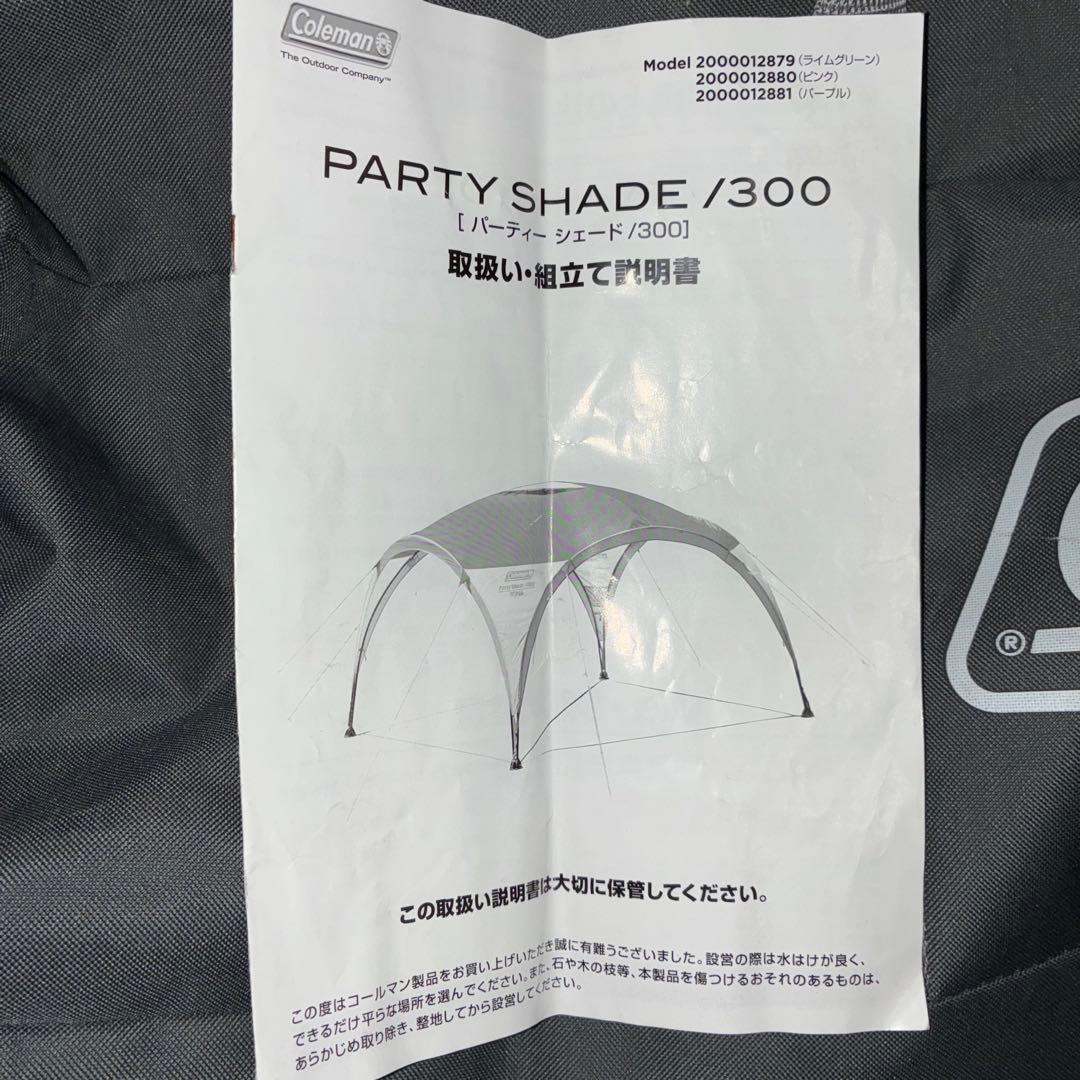 Coleman
The Outdoor Company™
Model 2000012879(ライムグリーン)
2000012880(ピンク)
2000012881(パープル)
PARTY SHADE /300
[ パーティー シェード/300]
取扱い・組立て説明書
Coleman
この取扱い説明書は大切に保管してください。
この度はコールマン製品をお買い上げいただき誠に有難うございました。設営の際は水はけが良く、
できるだけ平らな場所を選んでください。また、石や木の枝等、本製品を傷つけるおそれのあるものは、
あらかじめ取り除き、整地してから設営してください。
®